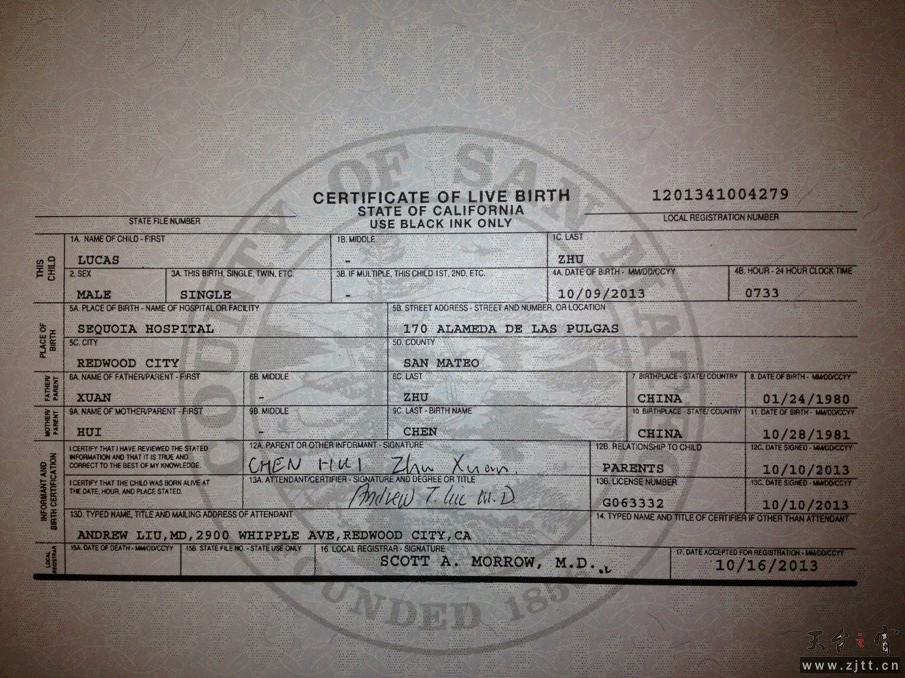 COUNTY OF SAN MATEO
FOUNDED 1856
CERTIFICATE OF LIVE BIRTH
STATE OF CALIFORNIA
USE BLACK INK ONLY
1201341004279
STATE FILE NUMBER
LOCAL REGISTRATION NUMBER
THIS CHILD
1A. NAME OF CHILD - FIRST 1B. MIDDLE 1C. LAST
LUCAS - ZHU
2. SEX 3A. THIS BIRTH, SINGLE, TWIN, ETC. 3B. IF MULTIPLE, THIS CHILD 1ST, 2ND, ETC. 4A. DATE OF BIRTH - MM/DD/CCYY 4B. HOUR - 24 HOUR CLOCK TIME
MALE SINGLE - 10/09/2013 0733
PLACE OF BIRTH
5A. PLACE OF BIRTH - NAME OF HOSPITAL OR FACILITY 5B. STREET ADDRESS - STREET AND NUMBER, OR LOCATION
SEQUOIA HOSPITAL 170 ALAMEDA DE LAS PULGAS
5C. CITY 5D. COUNTY
REDWOOD CITY SAN MATEO
FATHER/ PARENT
6A. NAME OF FATHER/PARENT - FIRST 6B. MIDDLE 6C. LAST 7. BIRTHPLACE - STATE/ COUNTRY 8. DATE OF BIRTH - MM/DD/CCYY
XUAN - ZHU CHINA 01/24/1980
MOTHER/ PARENT
9A. NAME OF MOTHER/PARENT - FIRST 9B. MIDDLE 9C. LAST - BIRTH NAME 10. BIRTHPLACE - STATE/ COUNTRY 11. DATE OF BIRTH - MM/DD/CCYY
HUI - CHEN CHINA 10/28/1981
INFORMANT AND BIRTH CERTIFICATION
I CERTIFY THAT I HAVE REVIEWED THE STATED
INFORMATION AND THAT IT IS TRUE AND
CORRECT TO THE BEST OF MY KNOWLEDGE.
12A. PARENT OR OTHER INFORMANT - SIGNATURE 12B. RELATIONSHIP TO CHILD 12C. DATE SIGNED - MM/DD/CCYY
CHEN HUI Zhu Xuan. PARENTS 10/10/2013
I CERTIFY THAT THE CHILD WAS BORN ALIVE AT
THE DATE, HOUR, AND PLACE STATED.
13A. ATTENDANT/CERTIFIER - SIGNATURE AND DEGREE OR TITLE 13B. LICENSE NUMBER 13C. DATE SIGNED - MM/DD/CCYY
Andrew T. Liu M.D. G063332 10/10/2013
13D. TYPED NAME, TITLE AND MAILING ADDRESS OF ATTENDANT 14. TYPED NAME AND TITLE OF CERTIFIER IF OTHER THAN ATTENDANT
ANDREW LIU,MD,2900 WHIPPLE AVE,REDWOOD CITY,CA
LOCAL REGISTRAR
15A. DATE OF DEATH - MM/DD/CCYY 15B. STATE FILE NO. - STATE USE ONLY 16. LOCAL REGISTRAR - SIGNATURE 17. DATE ACCEPTED FOR REGISTRATION - MM/DD/CCYY
SCOTT A. MORROW, M.D. 10/16/2013
天台之窗
www.zjtt.cn